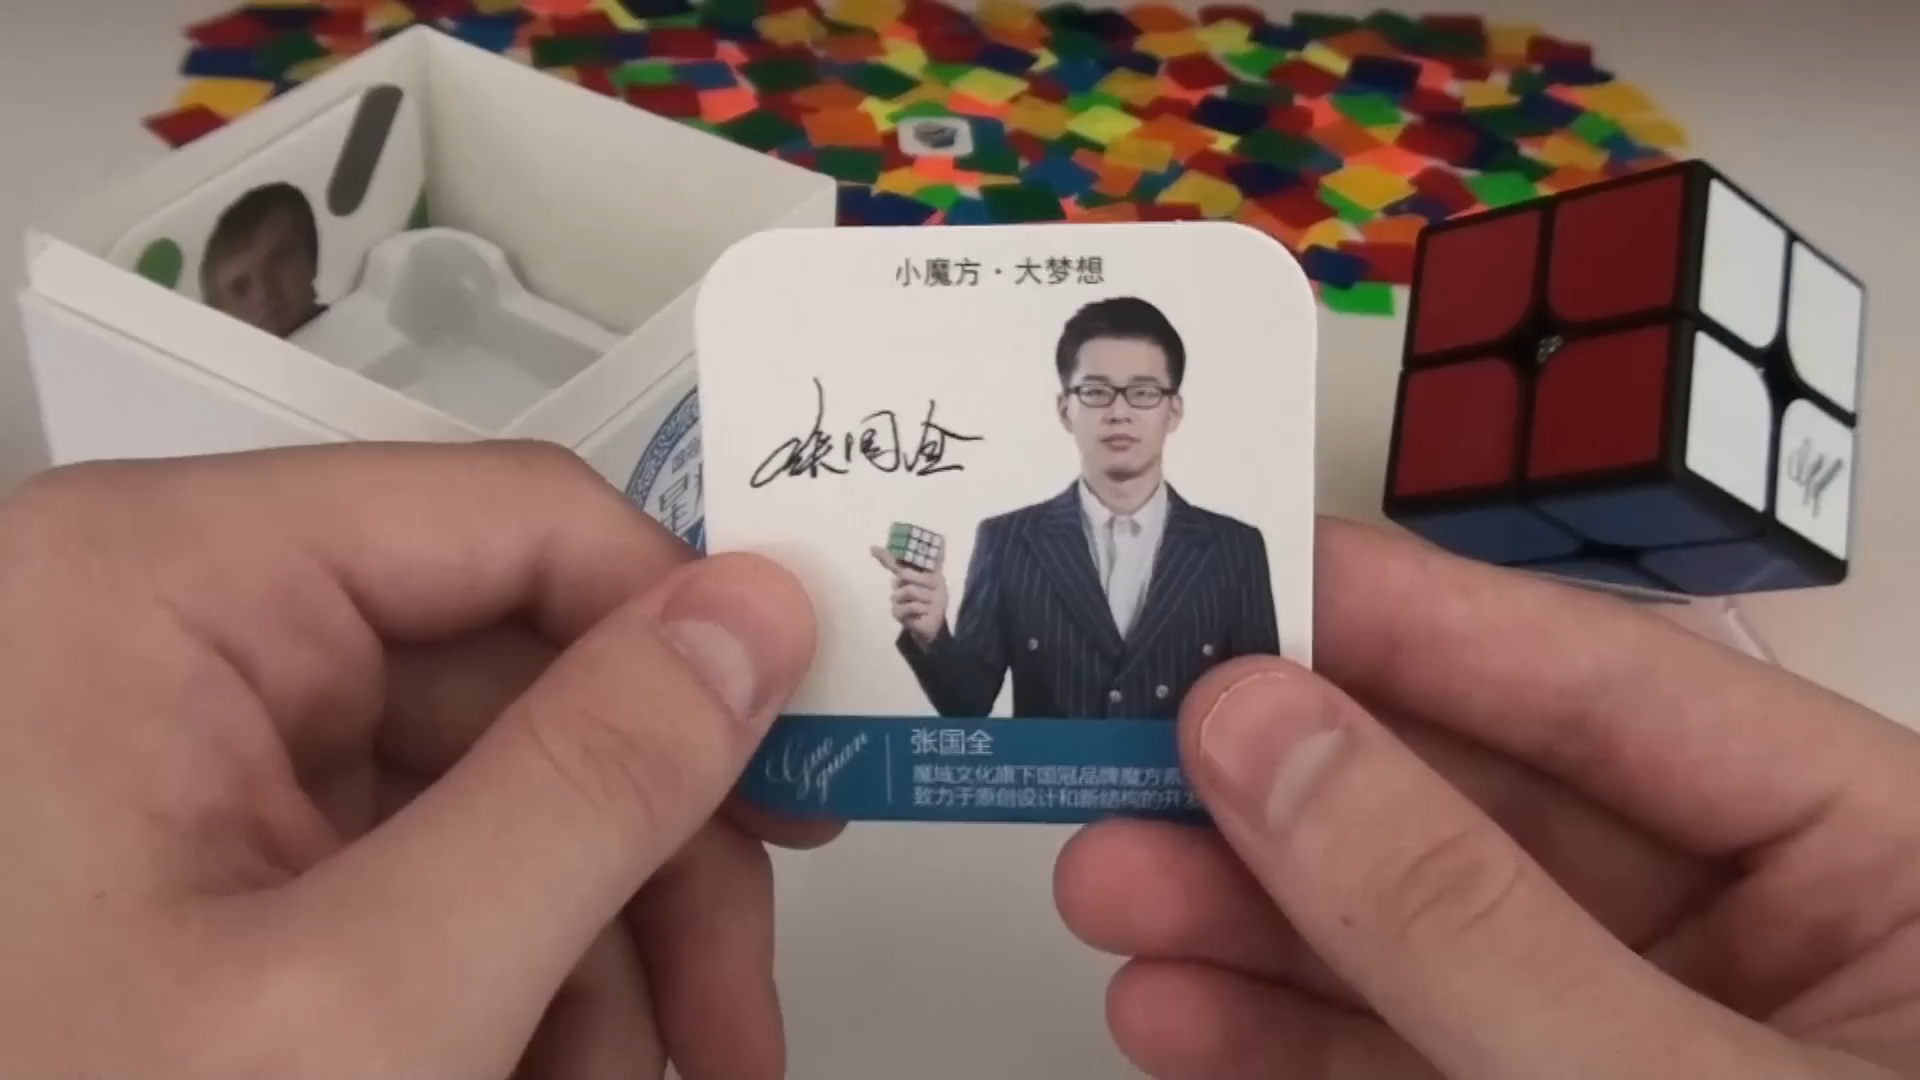 小魔方·大梦想
张国全
Guo
quan
张国全
魔域文化旗下国冠品牌魔方系
致力于原创设计和新结构的开发
星